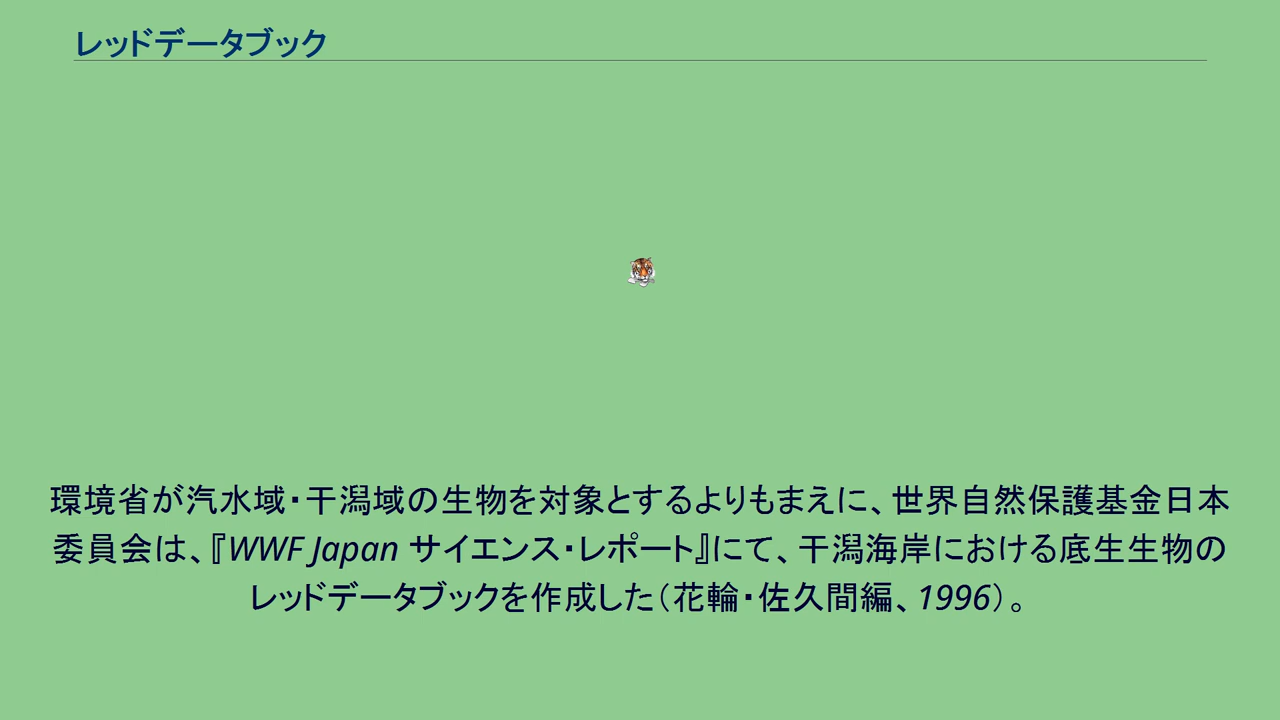 レッドデータブック
環境省が汽水域・干潟域の生物を対象とするよりもまえに、世界自然保護基金日本
委員会は、『WWF Japan サイエンス・レポート』にて、干潟海岸における底生生物の
レッドデータブックを作成した（花輪・佐久間編、1996）。